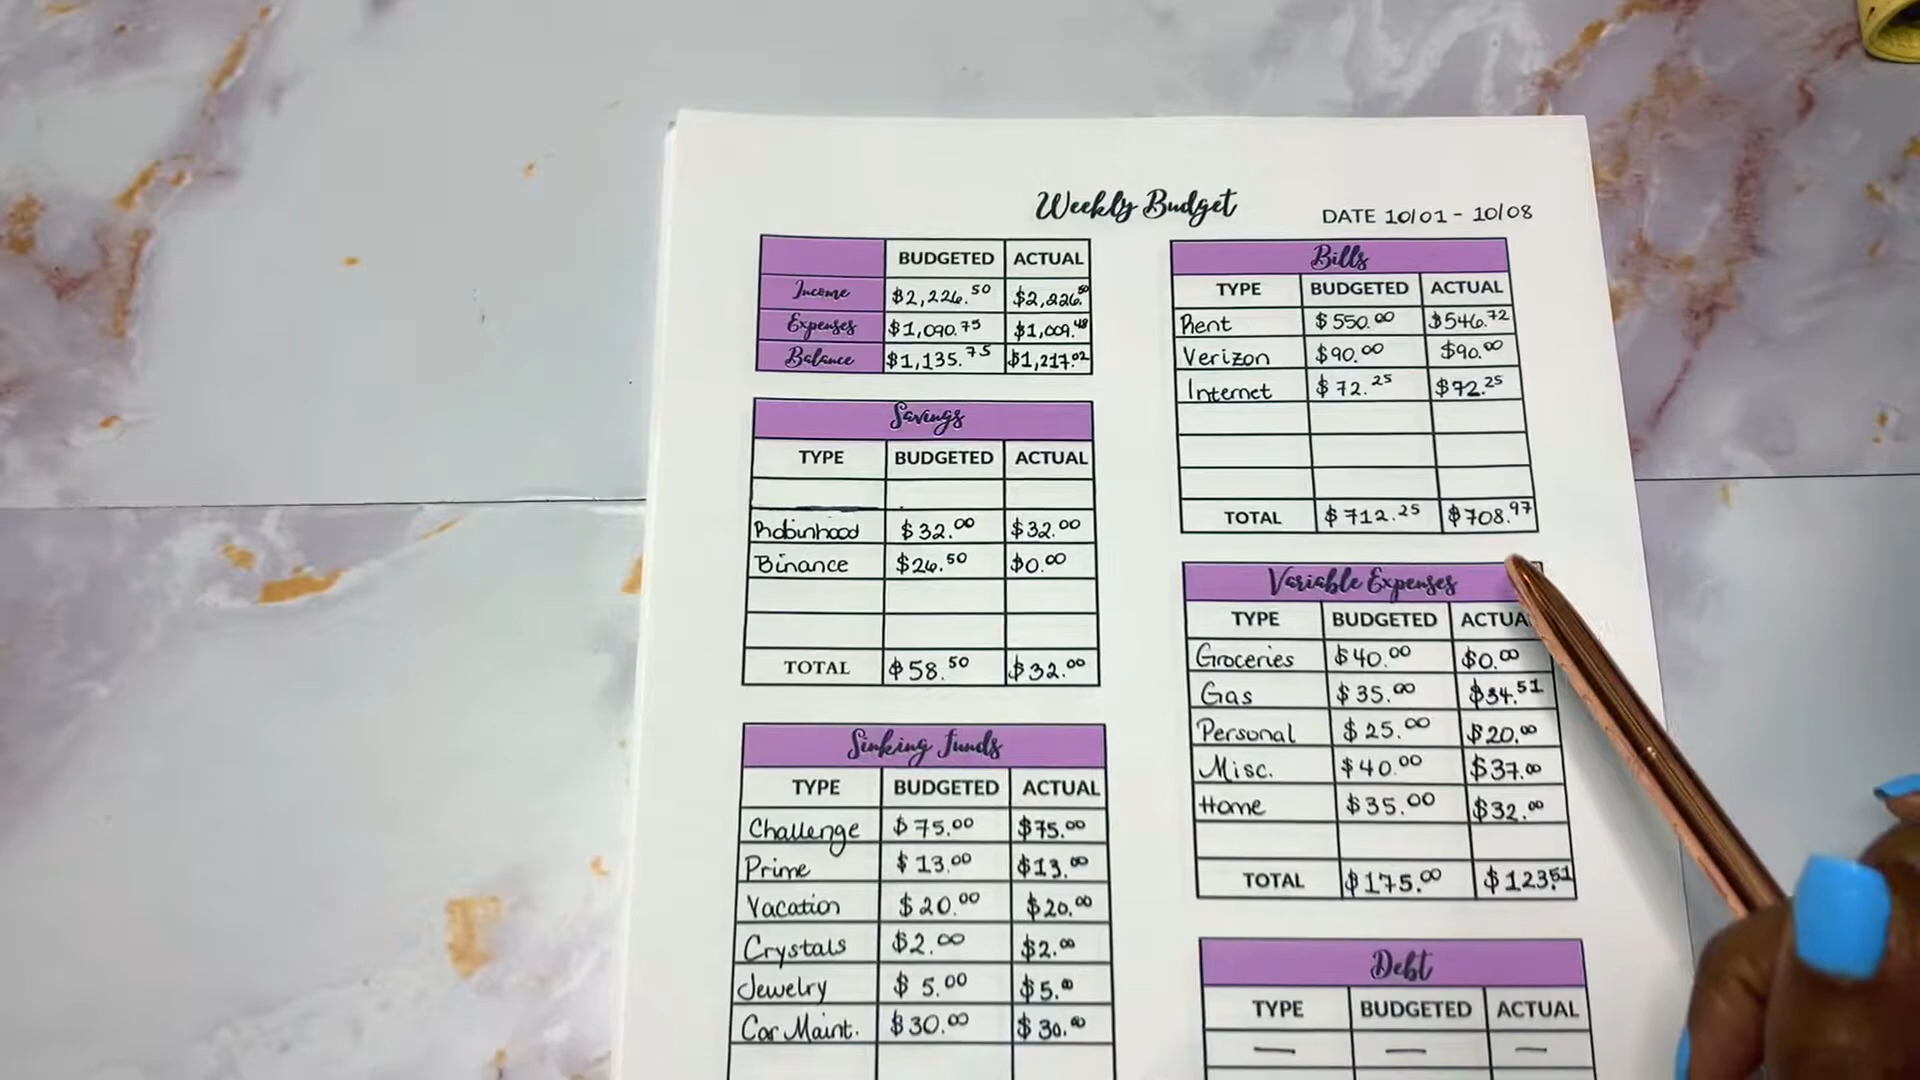 Weekly Budget
DATE 10/01 - 10/08
BUDGETED ACTUAL
Income $2,226.50 $2,226.50
Expenses $1,090.75 $1,009.48
Balance $1,135.75 $1,217.02
Savings
TYPE BUDGETED ACTUAL
Robinhood $32.00 $32.00
Binance $26.50 $0.00
TOTAL $58.50 $32.00
Sinking Funds
TYPE BUDGETED ACTUAL
Challenge $75.00 $75.00
Prime $13.00 $13.00
Vacation $20.00 $20.00
Crystals $2.00 $2.00
Jewelry $5.00 $5.00
Car Maint. $30.00 $30.00
Bills
TYPE BUDGETED ACTUAL
Rent $550.00 $546.72
Verizon $90.00 $90.00
Internet $72.25 $72.25
TOTAL $712.25 $708.97
Variable Expenses
TYPE BUDGETED ACTUA
Groceries $40.00 $0.00
Gas $35.00 $34.51
Personal $25.00 $20.00
Misc. $40.00 $37.00
Home $35.00 $32.00
TOTAL $175.00 $123.51
Debt
TYPE BUDGETED ACTUAL
— — —